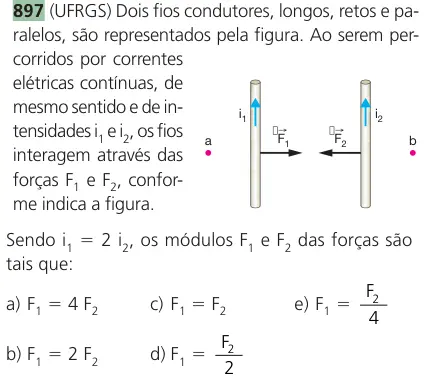 897 (UFRGS) Dois fios condutores, longos, retos e pa-
ralelos, são representados pela figura. Ao serem per-
corridos por correntes
elétricas contínuas, de
mesmo sentido e de in-
tensidades i₁ e i₂, os fios
interagem através das
forças F₁ e F₂, confor-
me indica a figura.
a i₁ F₁ F₂ i₂ b
Sendo i₁ = 2 i₂, os módulos F₁ e F₂ das forças são
tais que:
a) F₁ = 4 F₂ c) F₁ = F₂ e) F₁ = F₂/4
b) F₁ = 2 F₂ d) F₁ = F₂/2